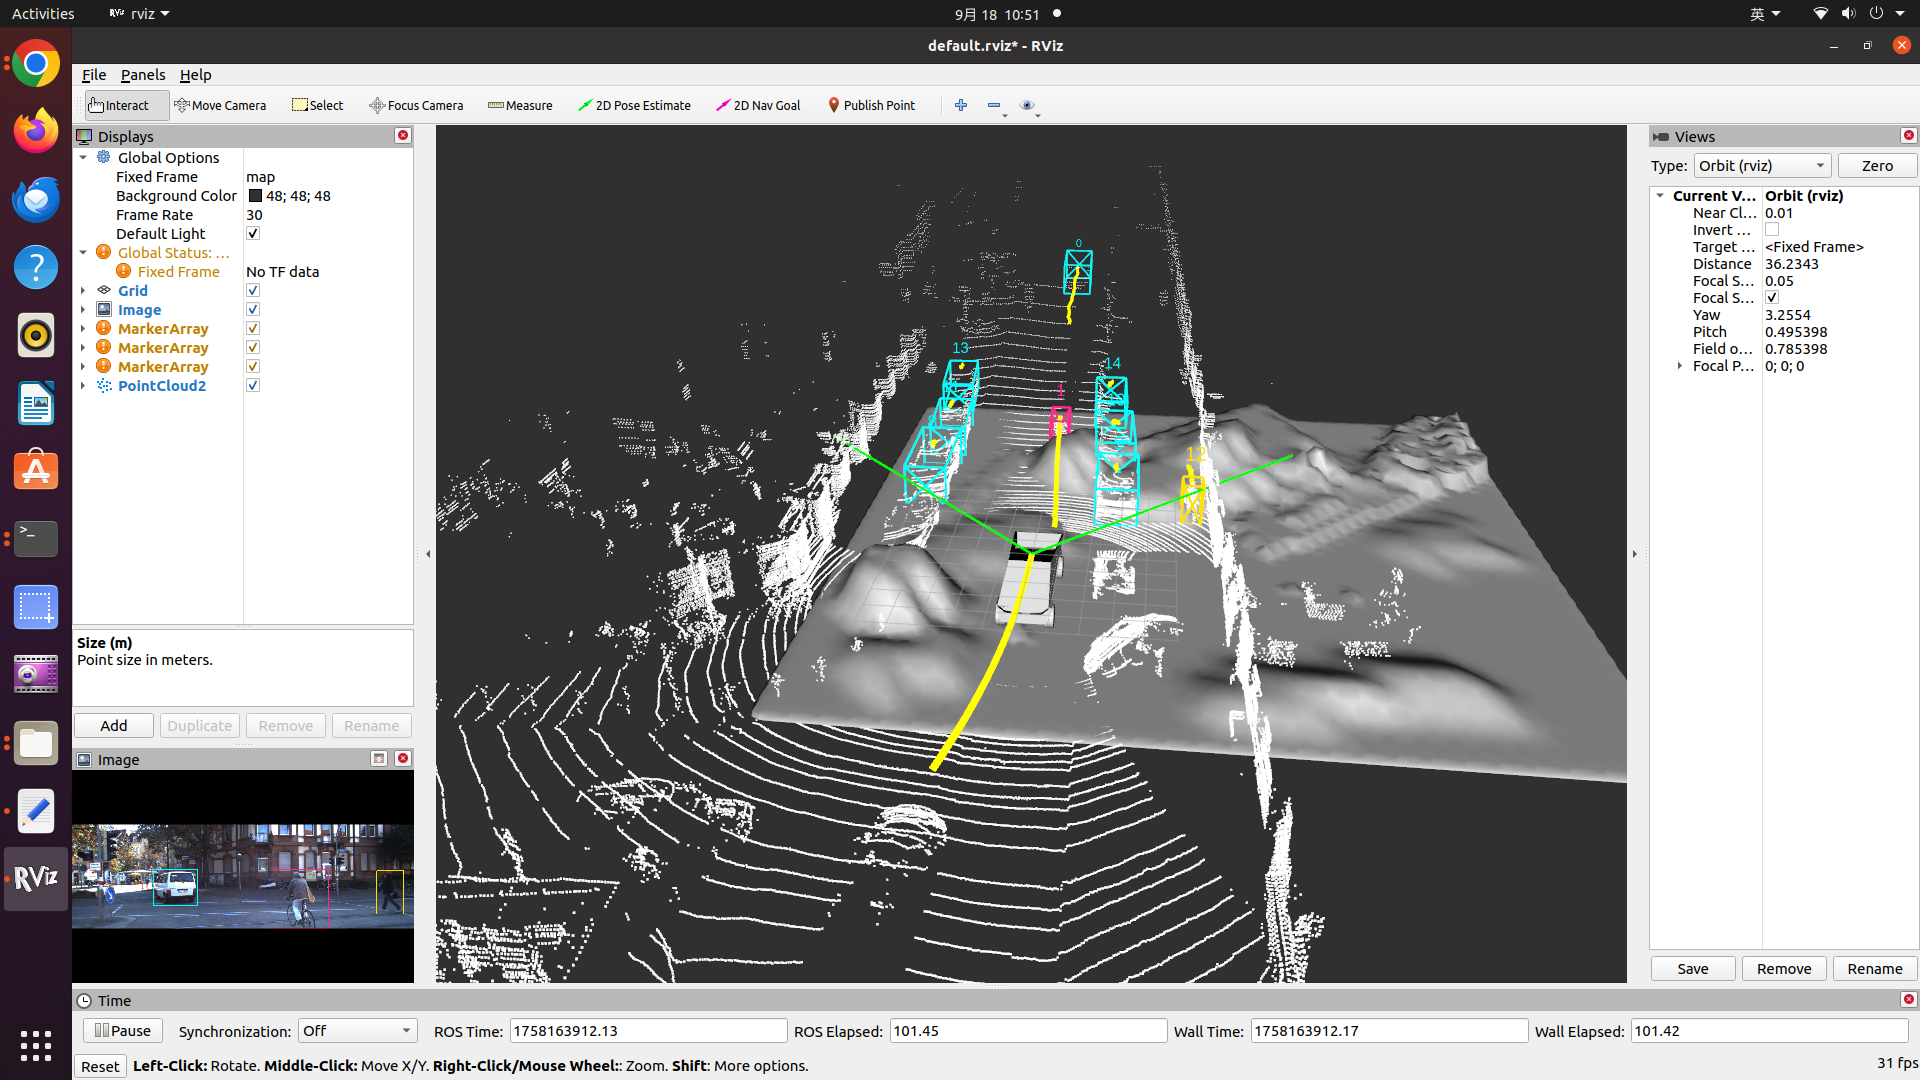 Activities
rviz
9月 18 10:51
英
default.rviz* - RViz
File Panels Help
Interact
Move Camera
Select
Focus Camera
Measure
2D Pose Estimate
2D Nav Goal
Publish Point
Displays
Global Options
Fixed Frame map
Background Color 48; 48; 48
Frame Rate 30
Default Light
Global Status: ...
Fixed Frame No TF data
Grid
Image
MarkerArray
MarkerArray
MarkerArray
PointCloud2
Size (m)
Point size in meters.
Add Duplicate Remove Rename
Image
0
13
14
1
12
Views
Type: Orbit (rviz) Zero
Current V... Orbit (rviz)
Near Cl... 0.01
Invert ...
Target ... <Fixed Frame>
Distance 36.2343
Focal S... 0.05
Focal S...
Yaw 3.2554
Pitch 0.495398
Field o... 0.785398
Focal P... 0; 0; 0
Save Remove Rename
RViz
Time
Pause Synchronization: Off ROS Time: 1758163912.13 ROS Elapsed: 101.45 Wall Time: 1758163912.17 Wall Elapsed: 101.42
Reset Left-Click: Rotate. Middle-Click: Move X/Y. Right-Click/Mouse Wheel:: Zoom. Shift: More options. 31 fps